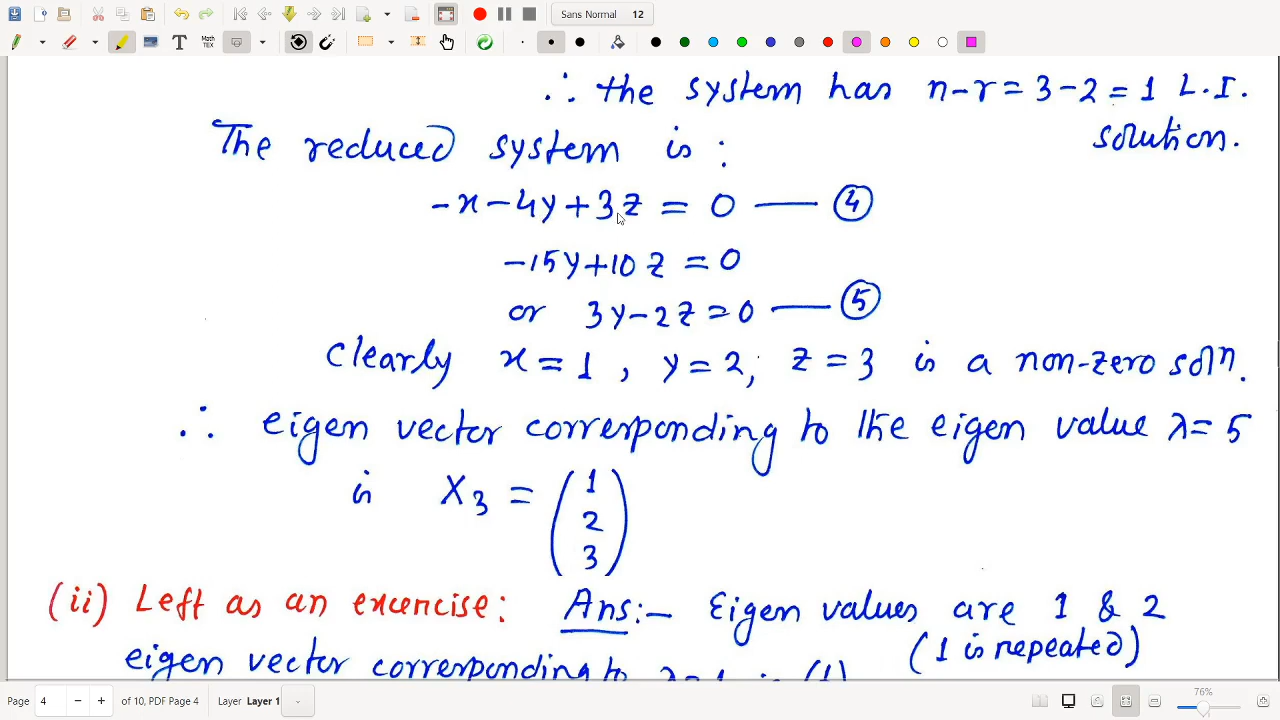 Sans Normal 12
Math TEX
∴ the system has n-r = 3-2 = 1 L.I. solution.
The reduced system is :
-x - 4y + 3z = 0 —— ④
-15y + 10z = 0
or 3y - 2z = 0 —— ⑤
Clearly x = 1 , y = 2, z = 3 is a non-zero solⁿ.
∴ eigen vector corresponding to the eigen value λ = 5
is X₃ = (1
2
3)
(ii) Left as an excercise: Ans:— Eigen values are 1 & 2
(1 is repeated)
eigen vector corresponding to
Page 4 of 10, PDF Page 4 Layer Layer 1 76%